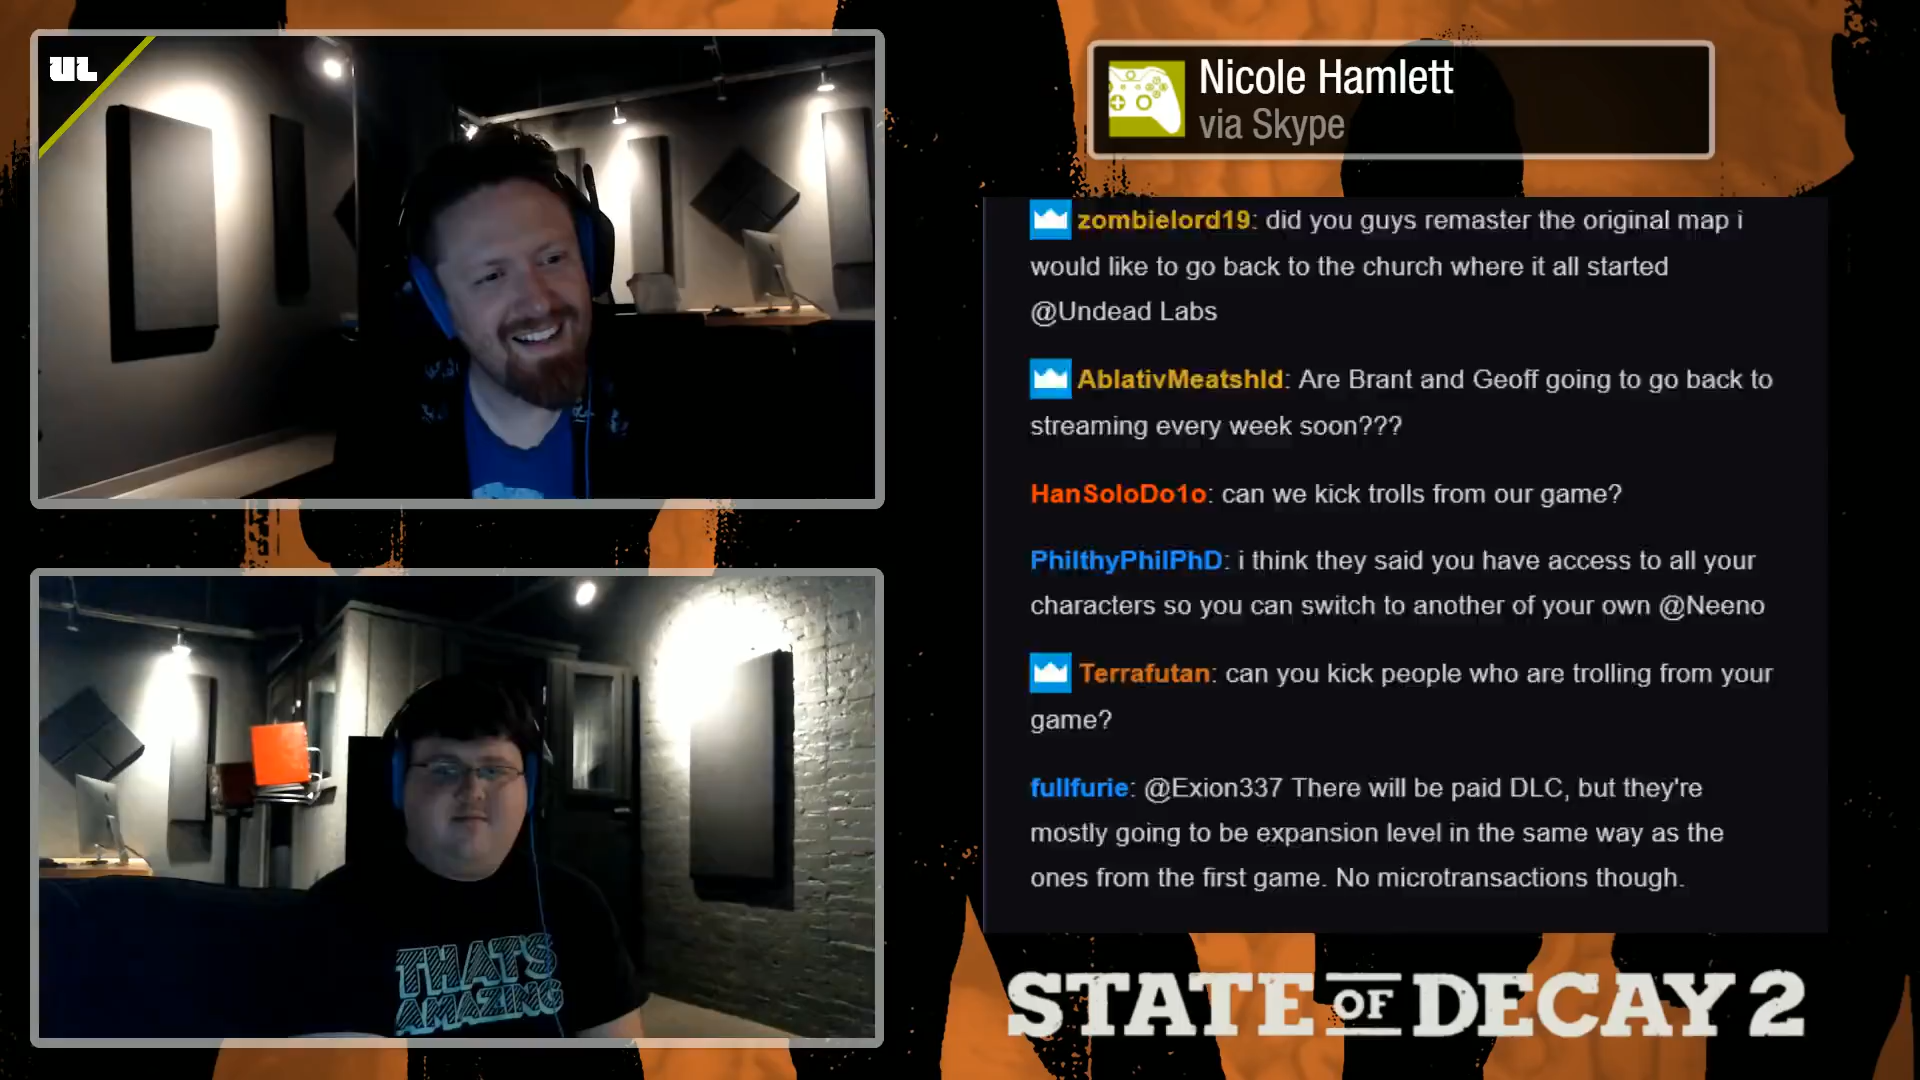 UL
Nicole Hamlett
via Skype
zombielord19: did you guys remaster the original map i
would like to go back to the church where it all started
@Undead Labs
AblativMeatshld: Are Brant and Geoff going to go back to
streaming every week soon???
HanSoloDo1o: can we kick trolls from our game?
PhilthyPhilPhD: i think they said you have access to all your
characters so you can switch to another of your own @Neeno
Terrafutan: can you kick people who are trolling from your
game?
fullfurie: @Exion337 There will be paid DLC, but they're
mostly going to be expansion level in the same way as the
ones from the first game. No microtransactions though.
THAT'S
AMAZING
STATE OF DECAY 2